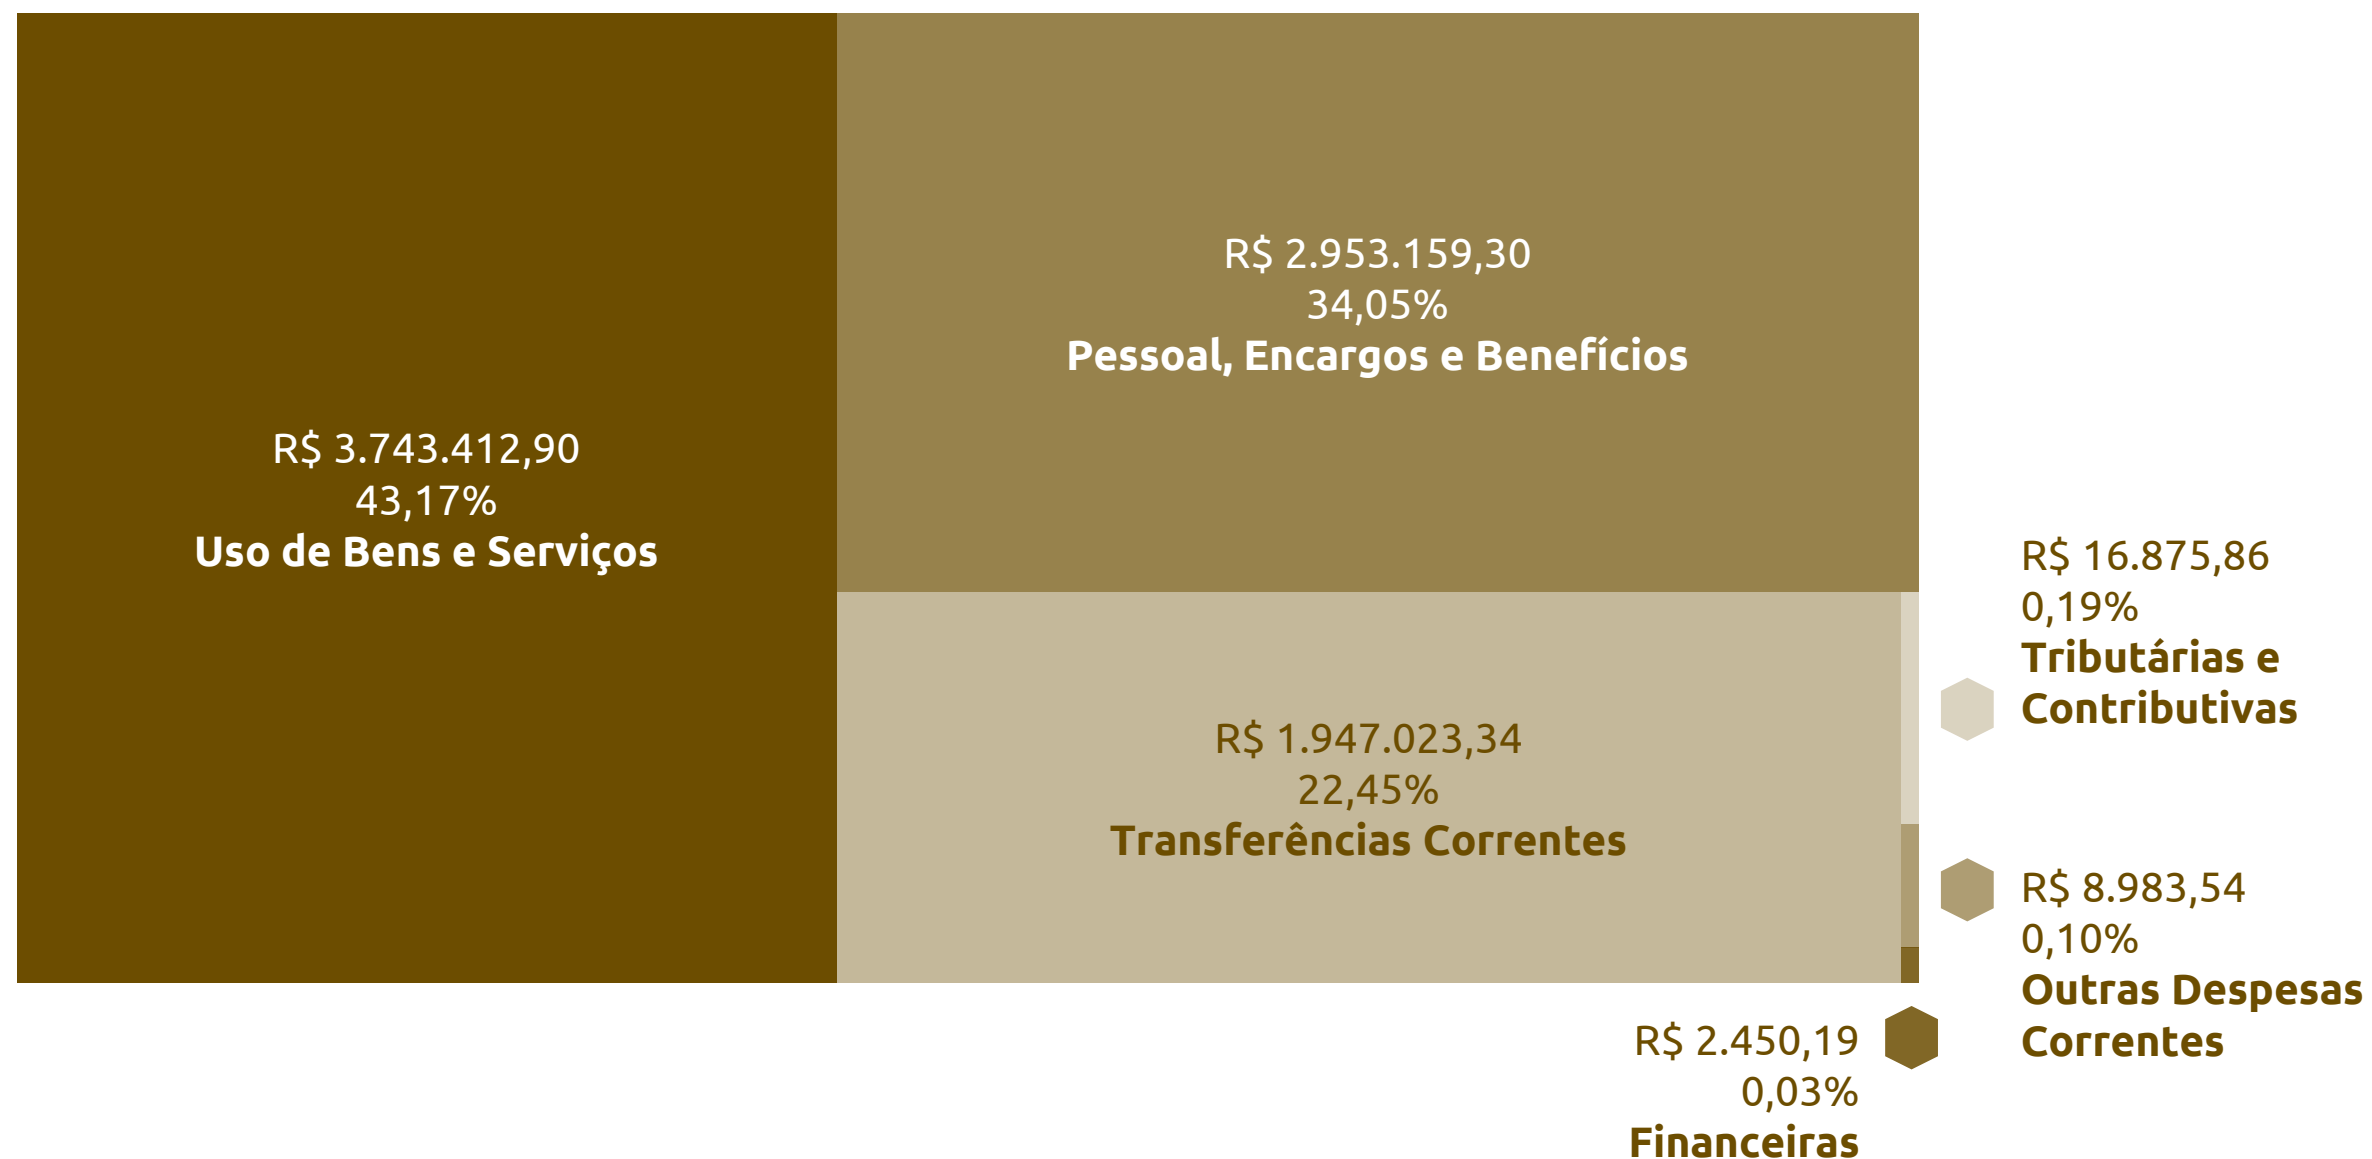 R$ 3.743.412,90
43,17%
Uso de Bens e Serviços
R$ 2.953.159,30
34,05%
Pessoal, Encargos e Benefícios
R$ 1.947.023,34
22,45%
Transferências Correntes
R$ 16.875,86
0,19%
Tributárias e
Contributivas
R$ 8.983,54
0,10%
Outras Despesas
Correntes
R$ 2.450,19
0,03%
Financeiras